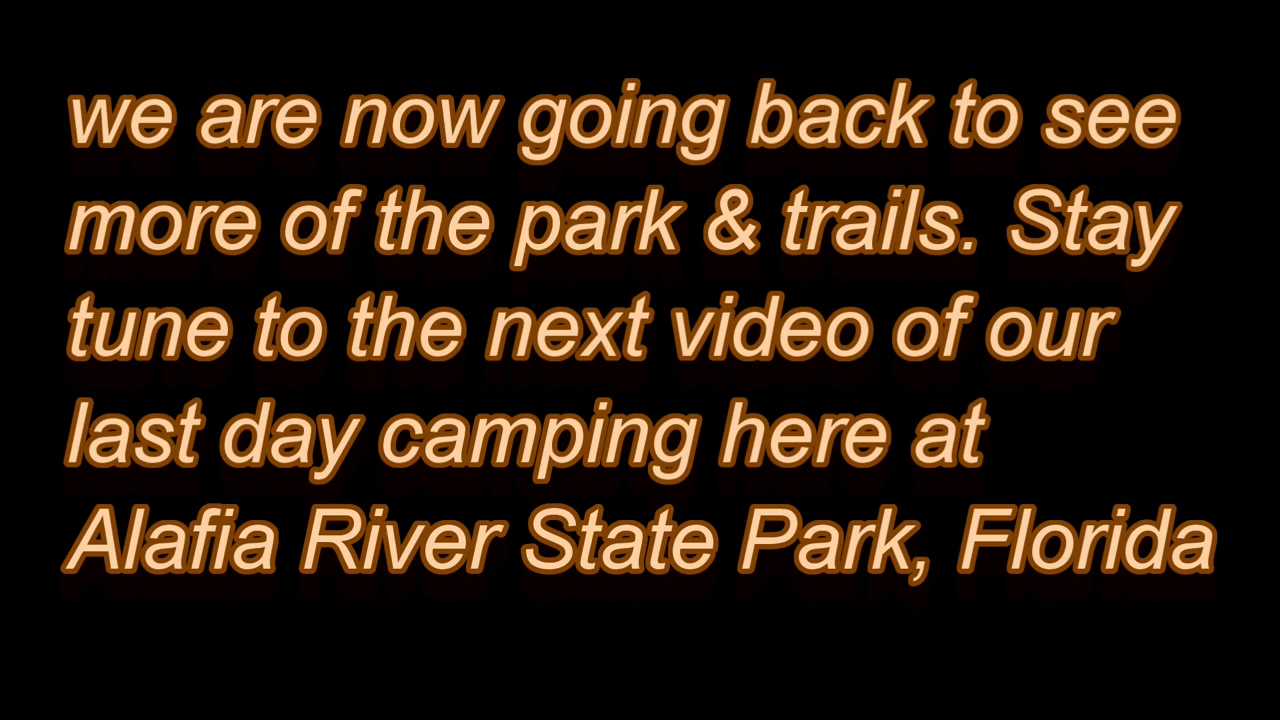 we are now going back to see
more of the park & trails. Stay
tune to the next video of our
last day camping here at
Alafia River State Park, Florida